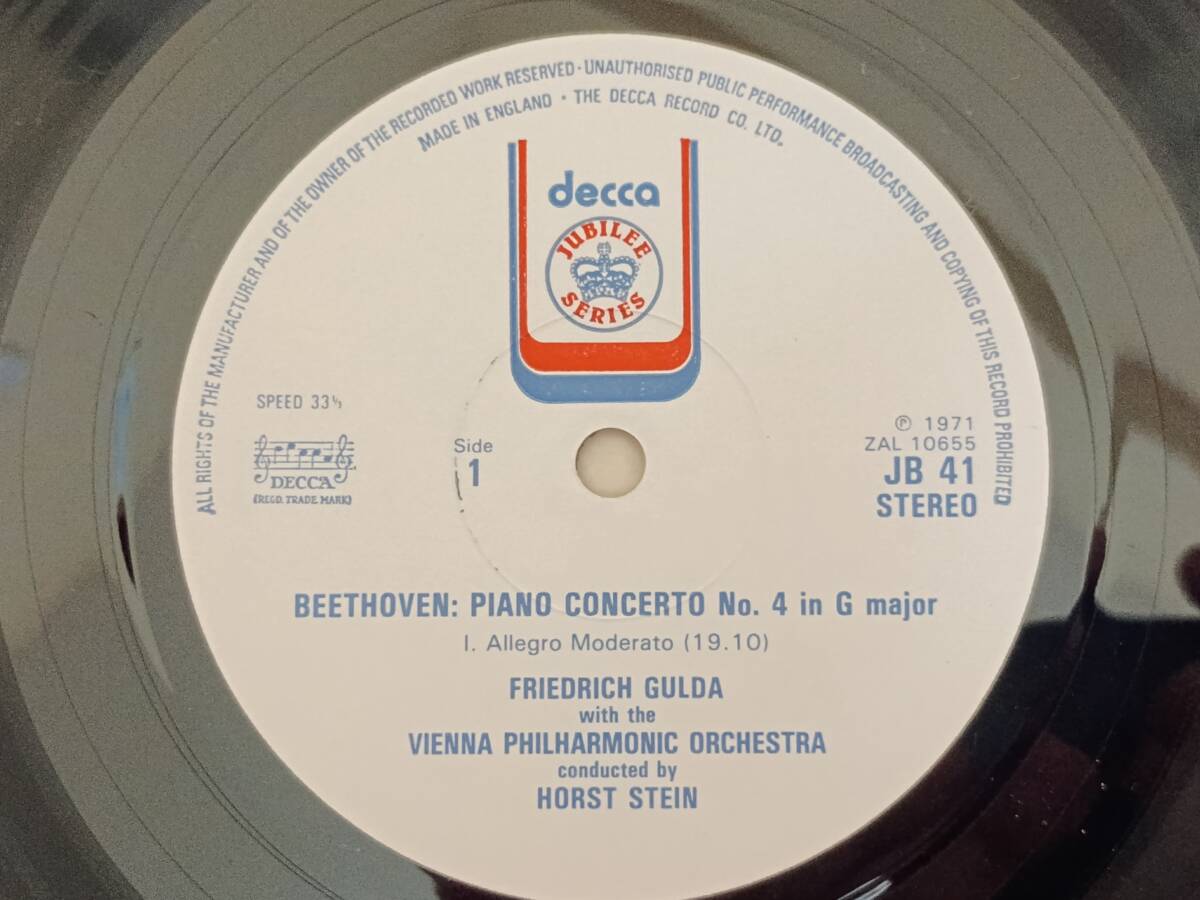 ALL RIGHTS OF THE MANUFACTURER AND OF THE OWNER OF THE RECORDED WORK RESERVED · UNAUTHORISED PUBLIC PERFORMANCE BROADCASTING AND COPYING OF THIS RECORD PROHIBITED
MADE IN ENGLAND · THE DECCA RECORD CO. LTD.
decca
JUBILEE
SERIES
SPEED 33⅓
DECCA
(REGD. TRADE MARK)
Side
1
℗ 1971
ZAL 10655
JB 41
STEREO
BEETHOVEN: PIANO CONCERTO No. 4 in G major
I. Allegro Moderato (19.10)
FRIEDRICH GULDA
with the
VIENNA PHILHARMONIC ORCHESTRA
conducted by
HORST STEIN